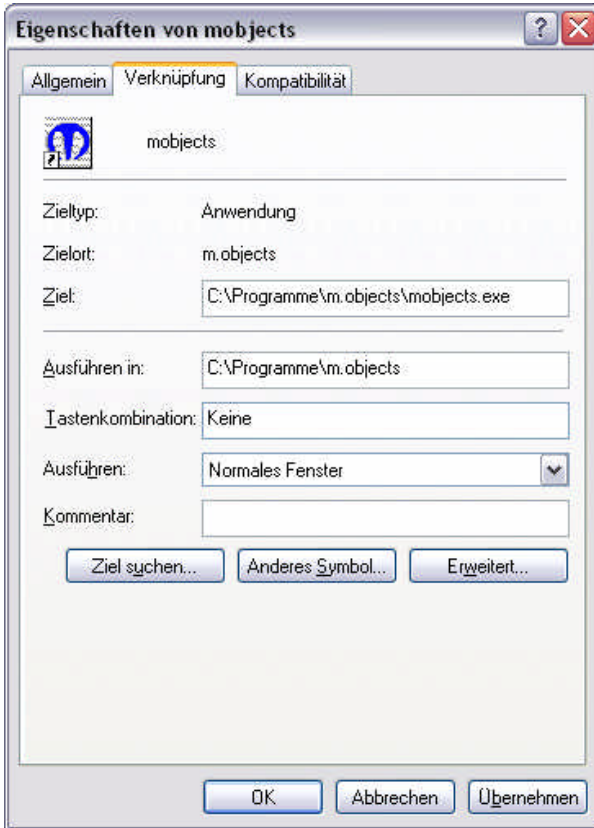 Eigenschaften von mobjects
Allgemein Verknüpfung Kompatibilität
mobjects
Zieltyp: Anwendung
Zielort: m.objects
Ziel: C:\Programme\m.objects\mobjects.exe
Ausführen in: C:\Programme\m.objects
Tastenkombination: Keine
Ausführen: Normales Fenster
Kommentar:
Ziel suchen... Anderes Symbol... Erweitert...
OK Abbrechen Übernehmen